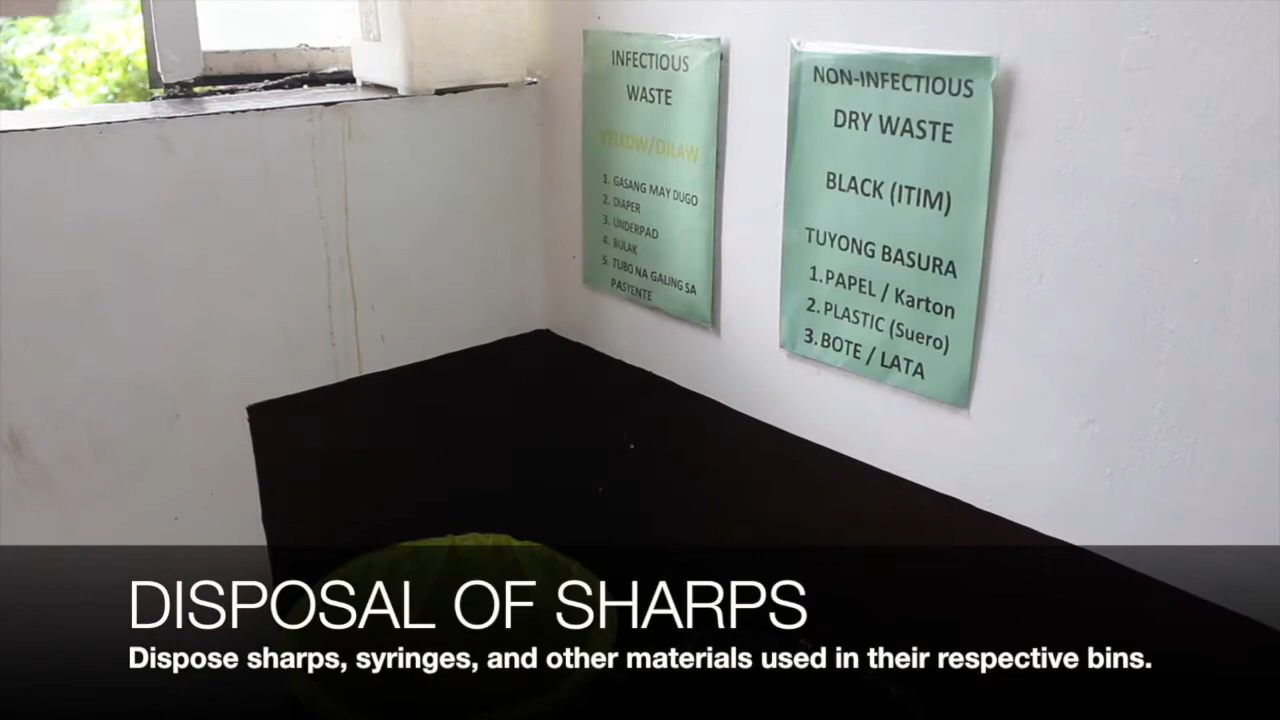 INFECTIOUS
WASTE
YELLOW/DILAW
1. GASANG MAY DUGO
2. DIAPER
3. UNDERPAD
4. BULAK
5. TUBO NA GALING SA
PASYENTE
NON-INFECTIOUS
DRY WASTE
BLACK (ITIM)
TUYONG BASURA
1. PAPEL / Karton
2. PLASTIC (Suero)
3. BOTE / LATA
DISPOSAL OF SHARPS
Dispose sharps, syringes, and other materials used in their respective bins.